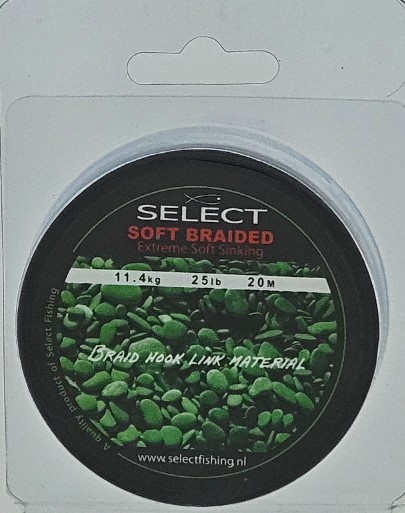 SELECT
SOFT BRAIDED
Extreme Soft Sinking
11.4kg 25lb 20M
BRAID HOOK LINK MATERIAL
A quality product of Select Fishing
www.selectfishing.nl